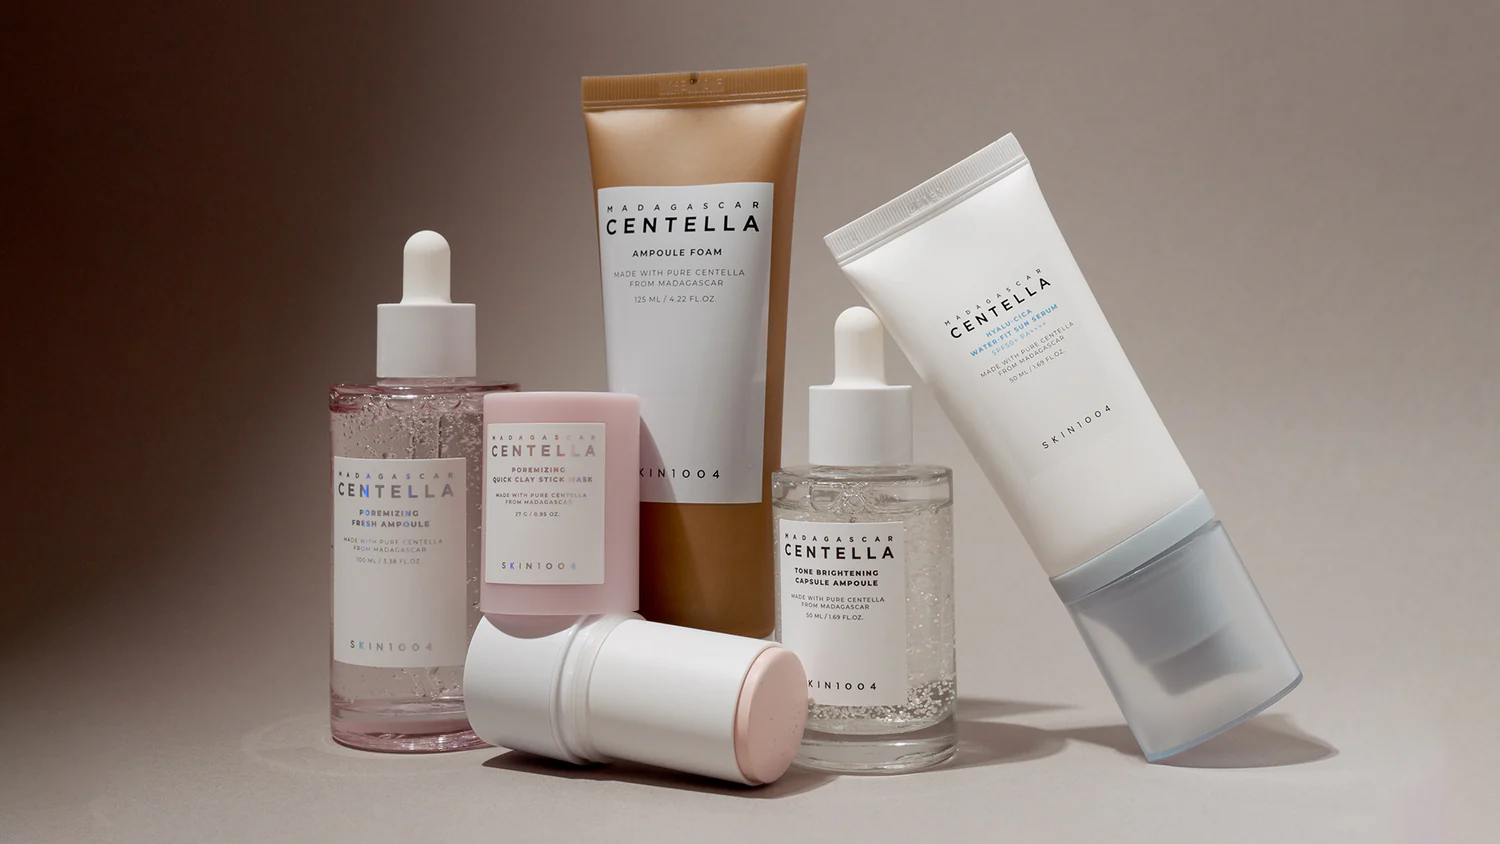 MADAGASCAR
CENTELLA
POREMIZING
FRESH AMPOULE
MADE WITH PURE CENTELLA
FROM MADAGASCAR
100 ML / 3.38 FL.OZ.
SKIN1004
MADAGASCAR
CENTELLA
POREMIZING
QUICK CLAY STICK MASK
MADE WITH PURE CENTELLA
FROM MADAGASCAR
27 G / 0.95 OZ.
SKIN1004
MADAGASCAR
CENTELLA
AMPOULE FOAM
MADE WITH PURE CENTELLA
FROM MADAGASCAR
125 ML / 4.22 FL.OZ.
KIN1004
MADAGASCAR
CENTELLA
TONE BRIGHTENING
CAPSULE AMPOULE
MADE WITH PURE CENTELLA
FROM MADAGASCAR
50 ML / 1.69 FL.OZ.
KIN1004
MADAGASCAR
CENTELLA
HYALU-CICA
WATER-FIT SUN SERUM
SPF50+ PA++++
MADE WITH PURE CENTELLA
FROM MADAGASCAR
50 ML / 1.69 FL.OZ.
SKIN1004